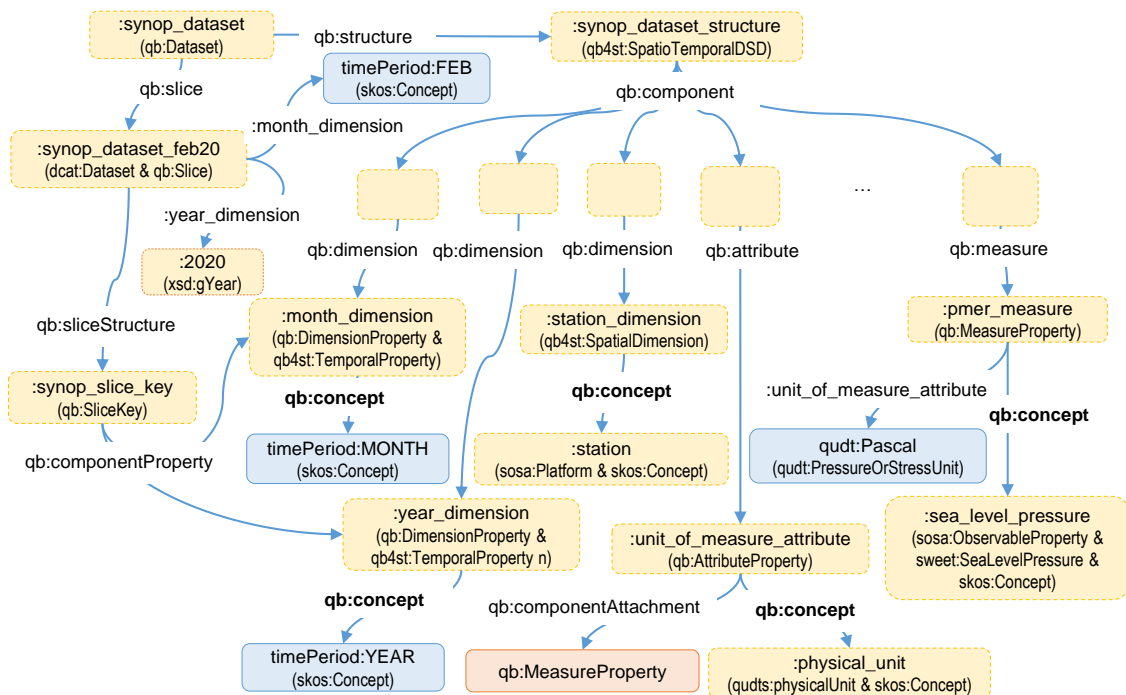 :synop_dataset
(qb:Dataset)
qb:structure
:synop_dataset_structure
(qb4st:SpatioTemporalDSD)
timePeriod:FEB
(skos:Concept)
qb:slice
qb:component
:month_dimension
:synop_dataset_feb20
(dcat:Dataset & qb:Slice)
...
:year_dimension
:2020
(xsd:gYear)
qb:dimension
qb:dimension
qb:dimension
qb:attribute
qb:measure
qb:sliceStructure
:month_dimension
(qb:DimensionProperty &
qb4st:TemporalProperty)
:station_dimension
(qb4st:SpatialDimension)
:pmer_measure
(qb:MeasureProperty)
:synop_slice_key
(qb:SliceKey)
qb:concept
qb:concept
:unit_of_measure_attribute
qb:concept
qb:componentProperty
timePeriod:MONTH
(skos:Concept)
:station
(sosa:Platform & skos:Concept)
qudt:Pascal
(qudt:PressureOrStressUnit)
:year_dimension
(qb:DimensionProperty &
qb4st:TemporalProperty n)
:unit_of_measure_attribute
(qb:AttributeProperty)
:sea_level_pressure
(sosa:ObservableProperty &
sweet:SeaLevelPressure &
skos:Concept)
qb:concept
qb:componentAttachment
qb:concept
timePeriod:YEAR
(skos:Concept)
qb:MeasureProperty
:physical_unit
(qudts:physicalUnit & skos:Concept)